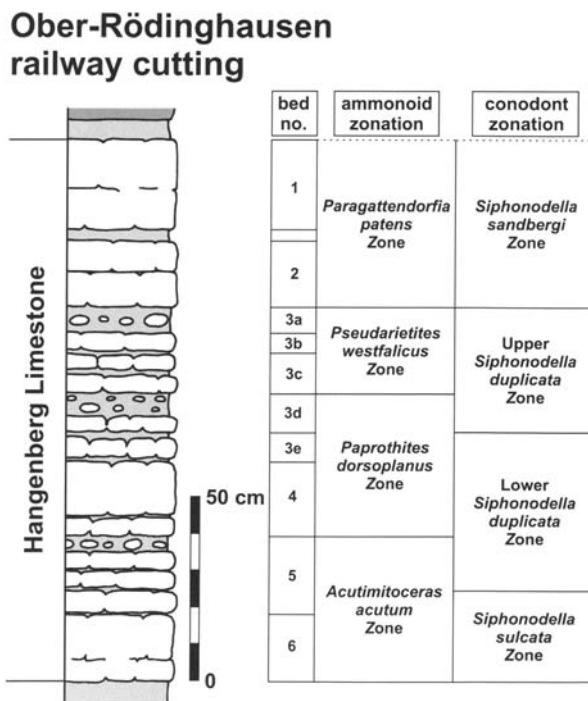 Ober-Rödinghausen
railway cutting
bed
no.
ammonoid
zonation
conodont
zonation
Hangenberg Limestone
50 cm
0
1
2
3a
3b
3c
3d
3e
4
5
6
Paragattendorfia
patens
Zone
Pseudarietites
westfalicus
Zone
Paprothites
dorsoplanus
Zone
Acutimitoceras
acutum
Zone
Siphonodella
sandbergi
Zone
Upper
Siphonodella
duplicata
Zone
Lower
Siphonodella
duplicata
Zone
Siphonodella
sulcata
Zone